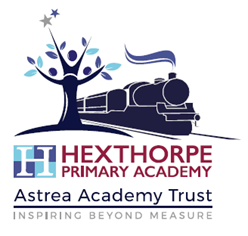 H HEXTHORPE
PRIMARY ACADEMY
Astrea Academy Trust
INSPIRING BEYOND MEASURE